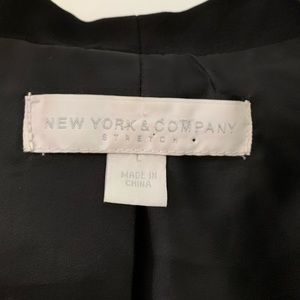 NEW YORK & COMPANY
STRETCH
MADE IN
CHINA